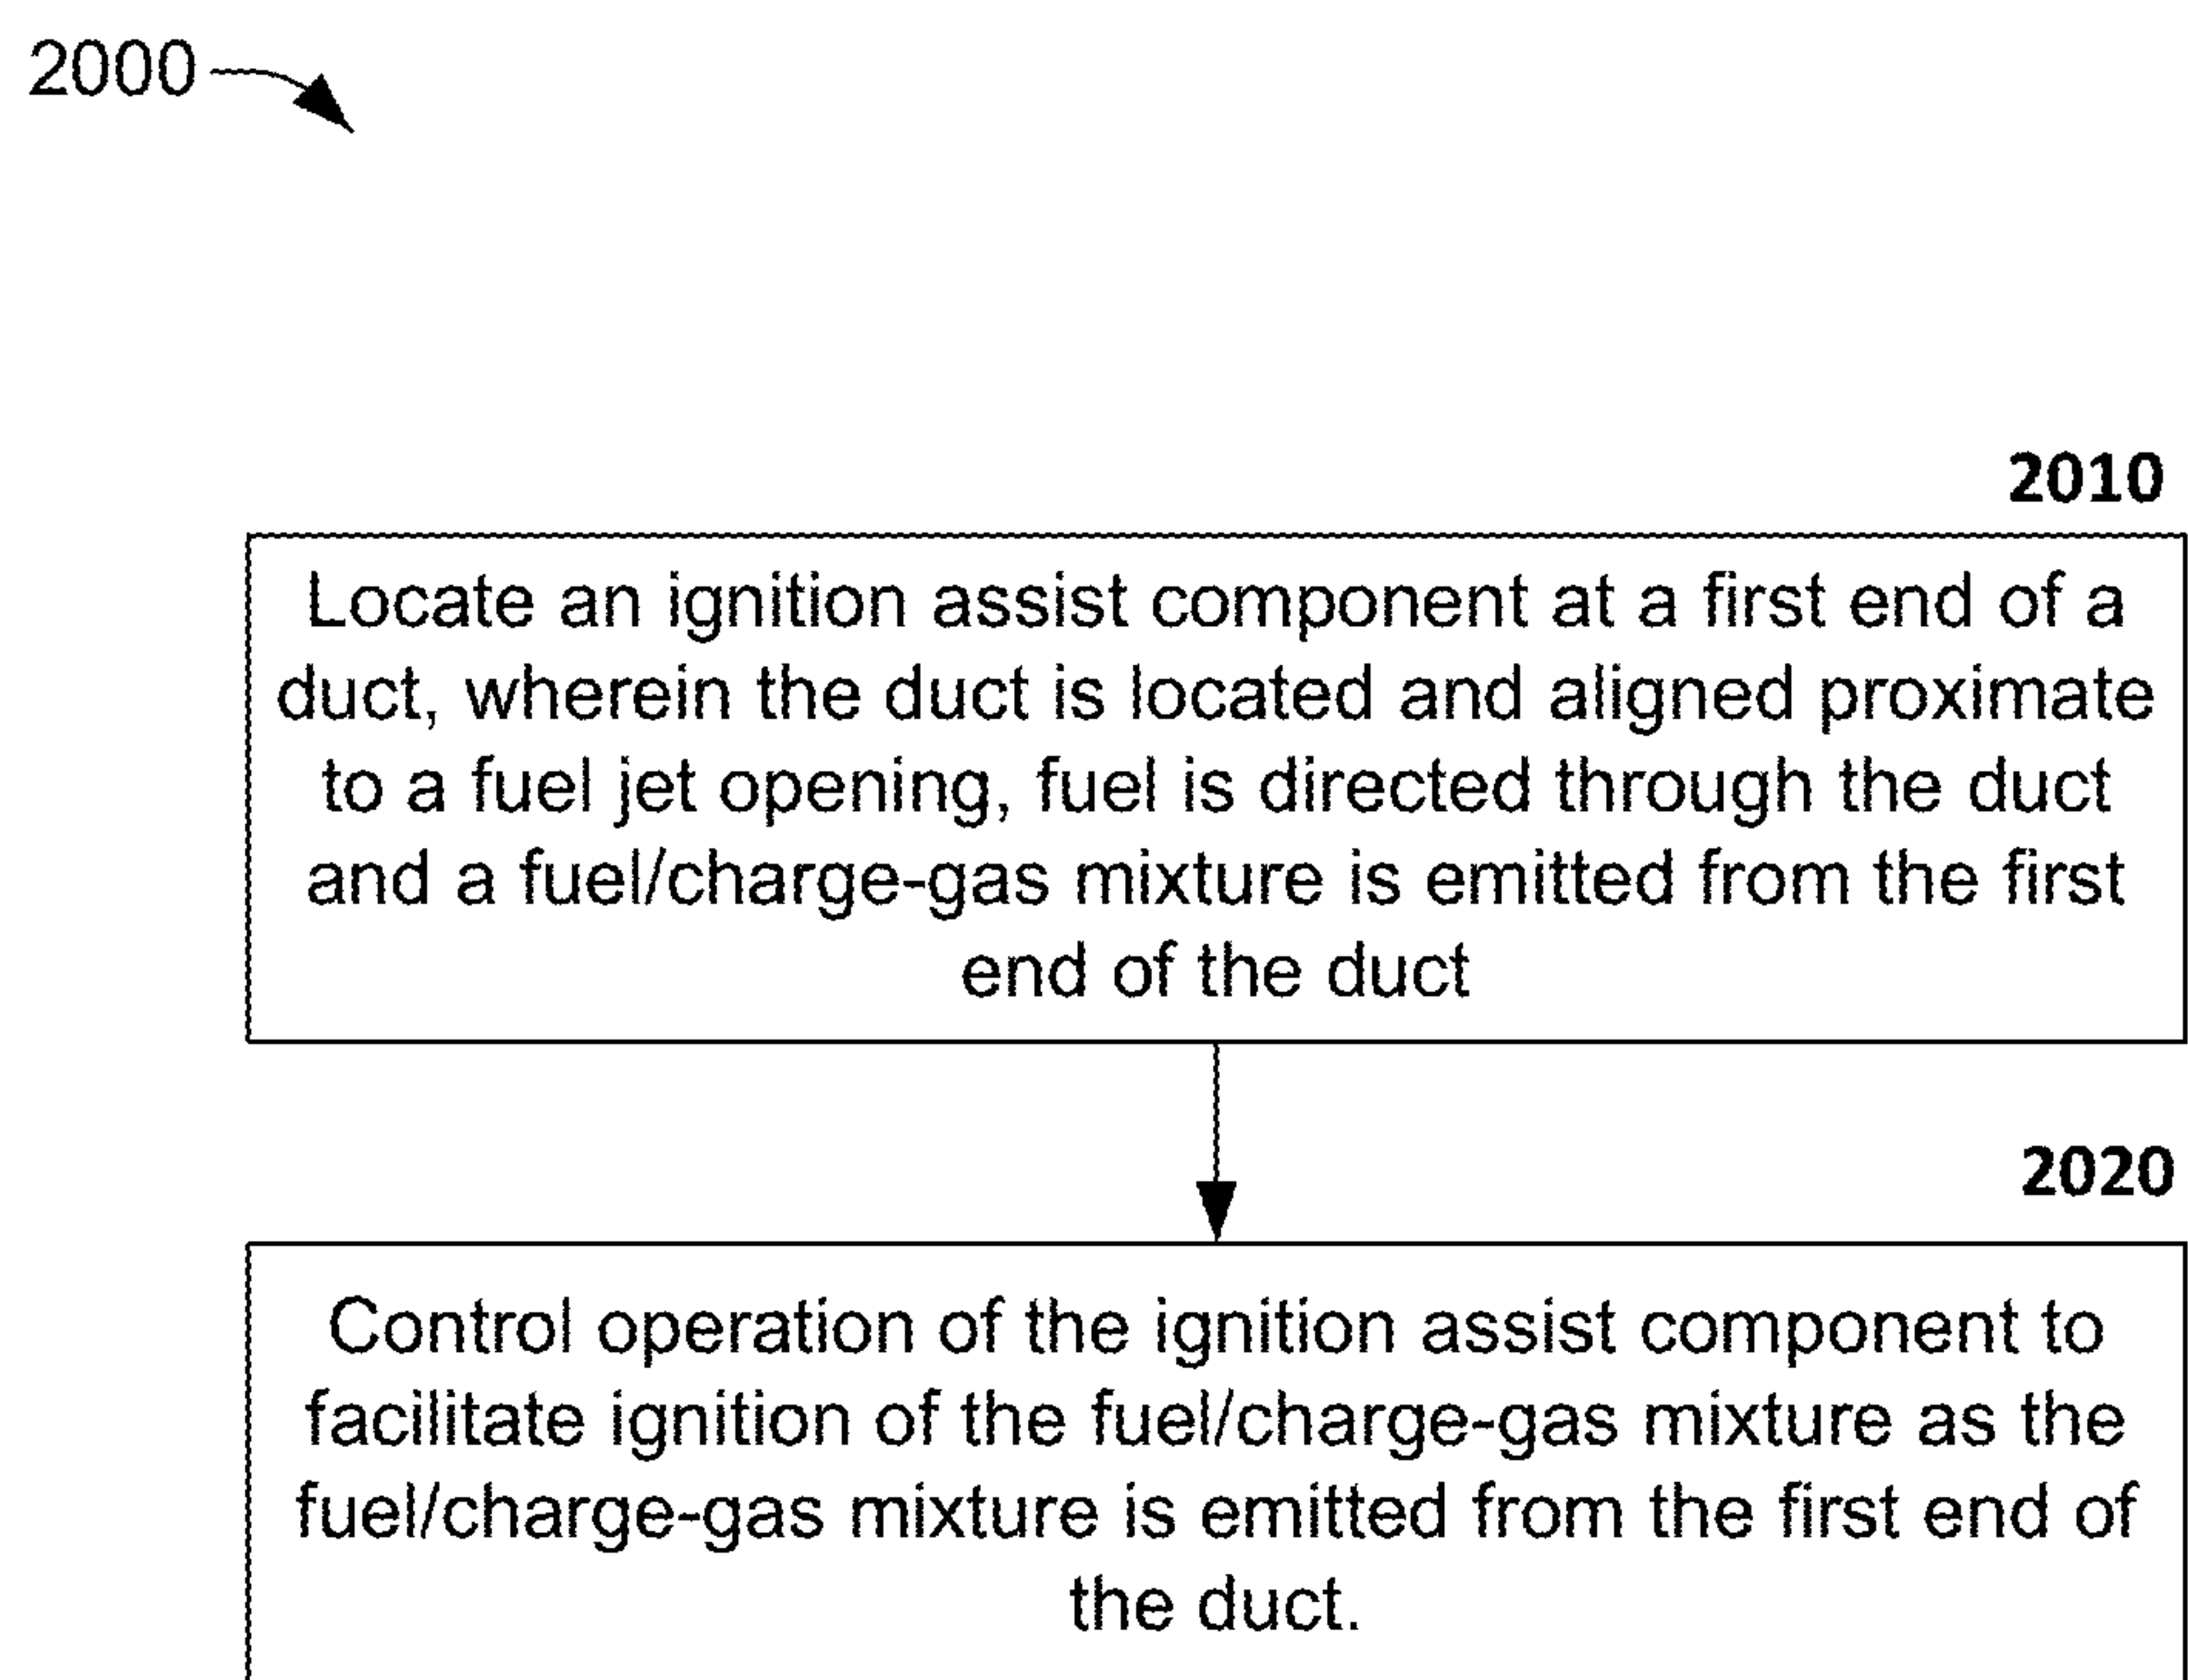 2000
2010
Locate an ignition assist component at a first end of a
duct, wherein the duct is located and aligned proximate
to a fuel jet opening, fuel is directed through the duct
and a fuel/charge-gas mixture is emitted from the first
end of the duct
2020
Control operation of the ignition assist component to
facilitate ignition of the fuel/charge-gas mixture as the
fuel/charge-gas mixture is emitted from the first end of
the duct.